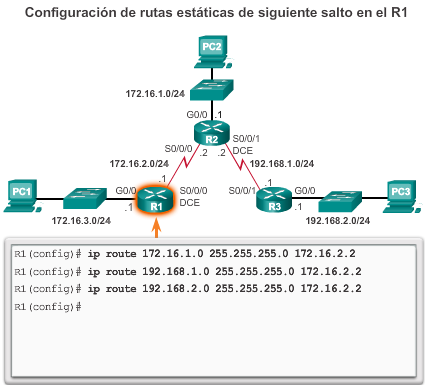 Configuración de rutas estáticas de siguiente salto en el R1
PC2
172.16.1.0/24
G0/0 .1
R2
S0/0/0 .2
.2 S0/0/1
DCE
172.16.2.0/24
192.168.1.0/24
PC1
172.16.3.0/24
G0/0
.1
.1
S0/0/0
DCE
R1
S0/0/1
.1
R3
G0/0
.1
192.168.2.0/24
PC3
R1(config)# ip route 172.16.1.0 255.255.255.0 172.16.2.2
R1(config)# ip route 192.168.1.0 255.255.255.0 172.16.2.2
R1(config)# ip route 192.168.2.0 255.255.255.0 172.16.2.2
R1(config)#